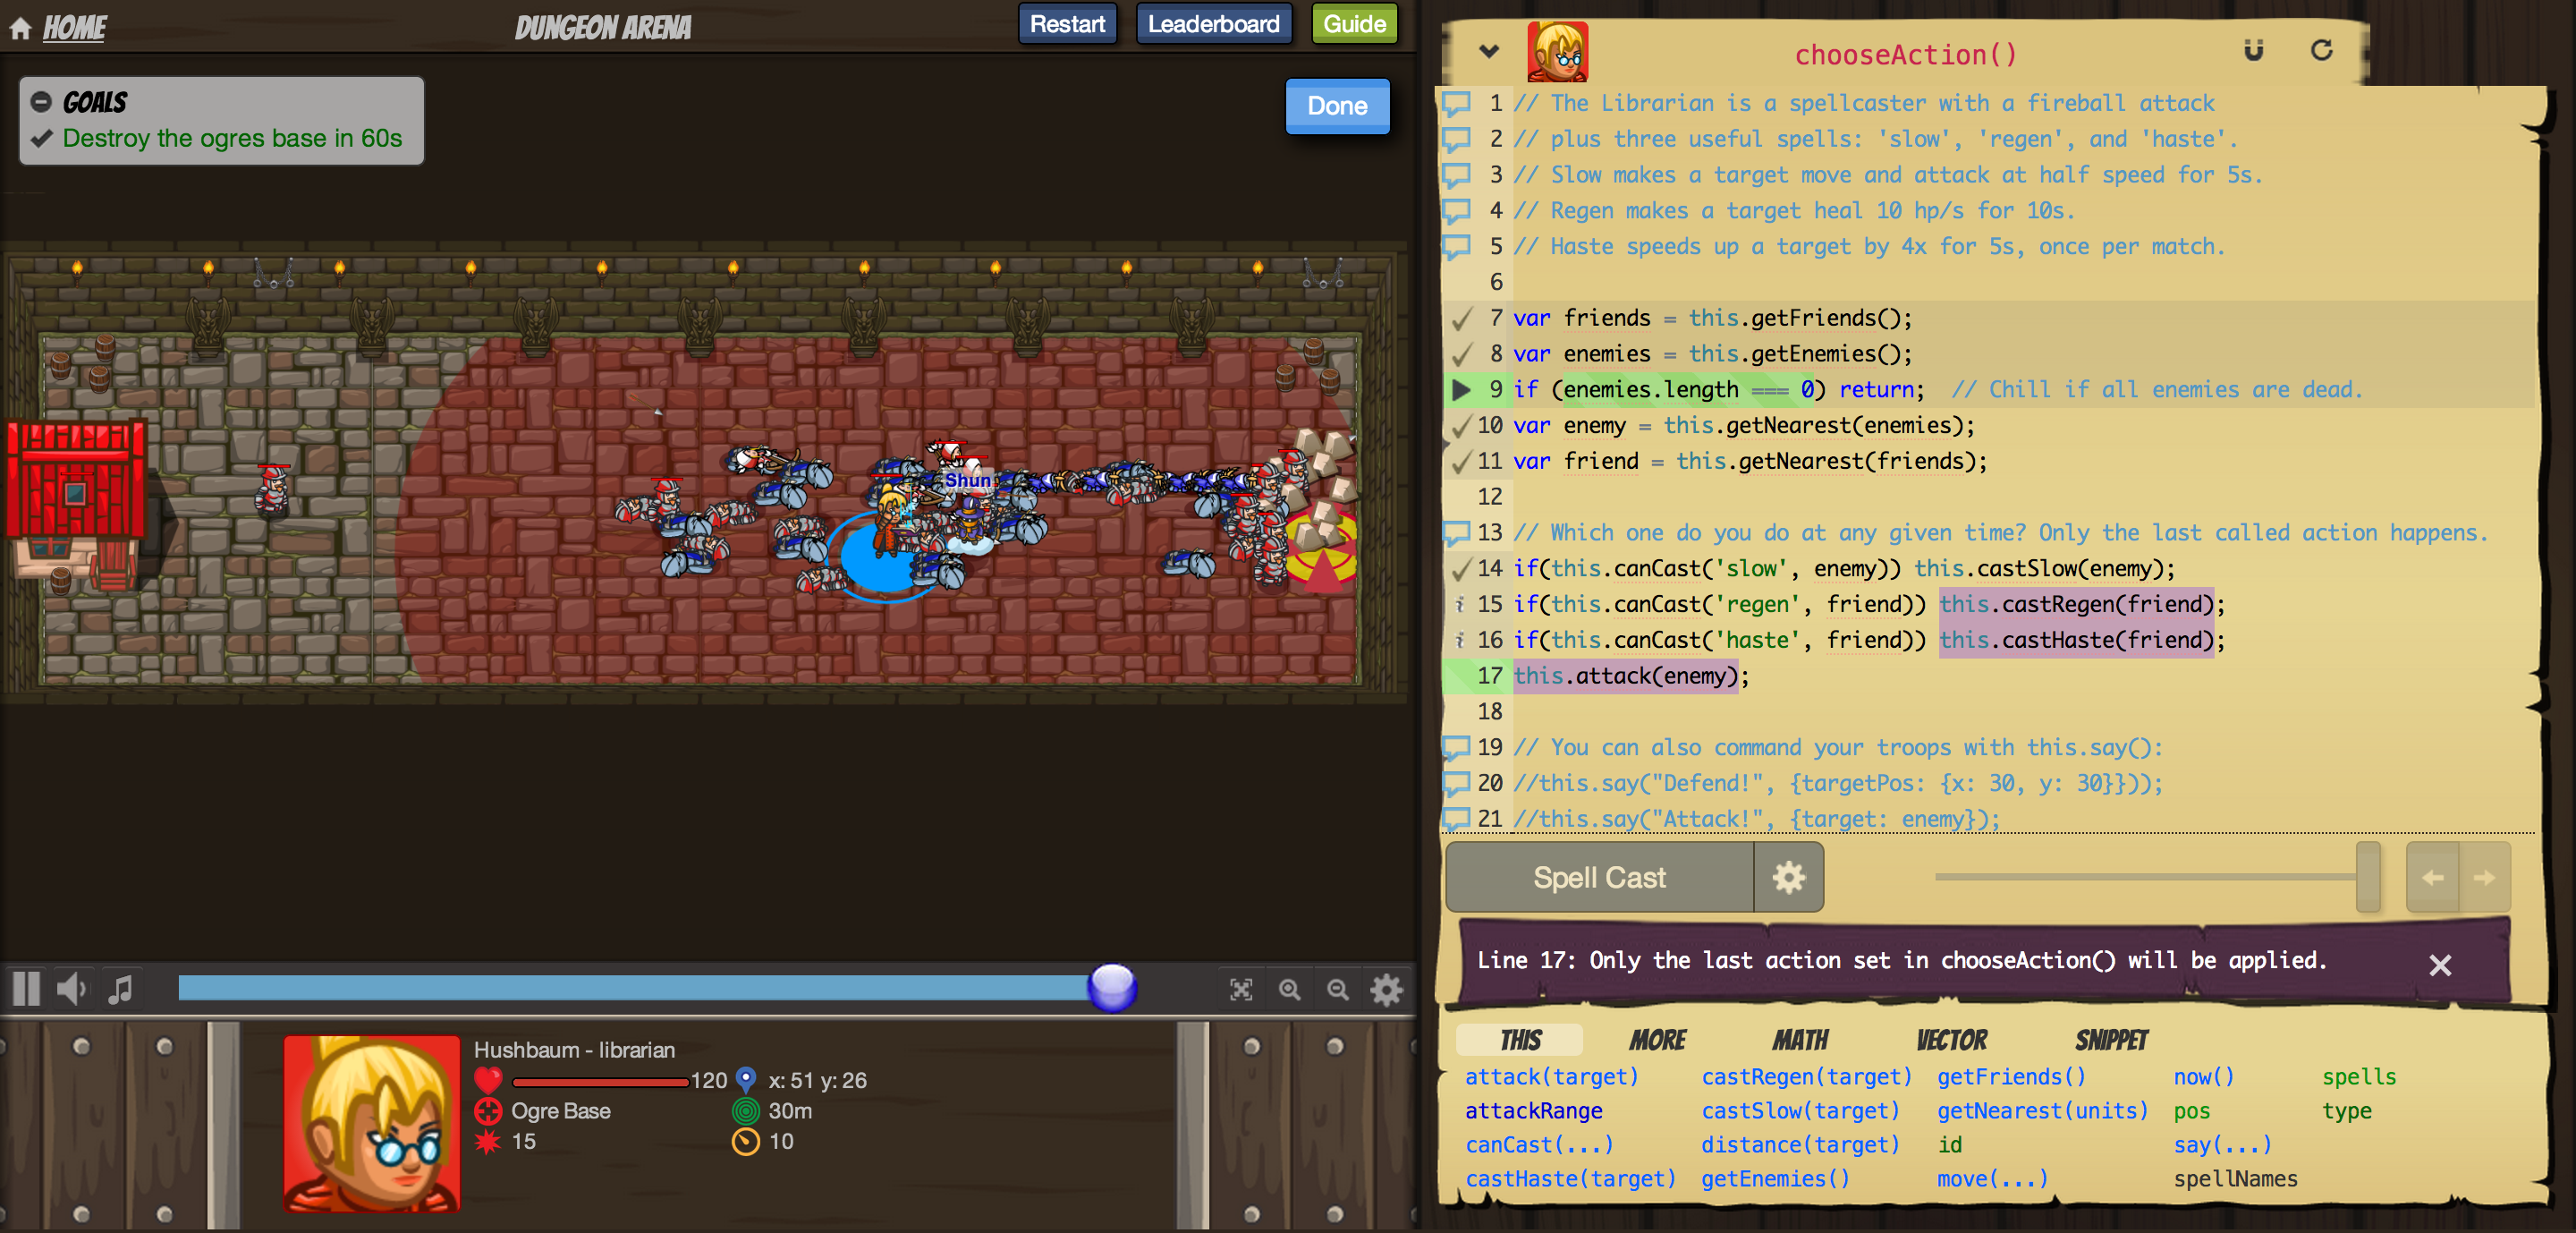 HOME
DUNGEON ARENA
Restart
Leaderboard
Guide
GOALS
Destroy the ogres base in 60s
Done
Shun
Hushbaum - librarian
120
x: 51 y: 26
Ogre Base
30m
15
10
chooseAction()
1 // The Librarian is a spellcaster with a fireball attack
2 // plus three useful spells: 'slow', 'regen', and 'haste'.
3 // Slow makes a target move and attack at half speed for 5s.
4 // Regen makes a target heal 10 hp/s for 10s.
5 // Haste speeds up a target by 4x for 5s, once per match.
6
7 var friends = this.getFriends();
8 var enemies = this.getEnemies();
9 if (enemies.length === 0) return;  // Chill if all enemies are dead.
10 var enemy = this.getNearest(enemies);
11 var friend = this.getNearest(friends);
12
13 // Which one do you do at any given time? Only the last called action happens.
14 if(this.canCast('slow', enemy)) this.castSlow(enemy);
15 if(this.canCast('regen', friend)) this.castRegen(friend);
16 if(this.canCast('haste', friend)) this.castHaste(friend);
17 this.attack(enemy);
18
19 // You can also command your troops with this.say():
20 //this.say("Defend!", {targetPos: {x: 30, y: 30}}));
21 //this.say("Attack!", {target: enemy});
Spell Cast
Line 17: Only the last action set in chooseAction() will be applied.
THIS MORE MATH VECTOR SNIPPET
attack(target) castRegen(target) getFriends() now() spells
attackRange castSlow(target) getNearest(units) pos type
canCast(...) distance(target) id say(...)
castHaste(target) getEnemies() move(...) spellNames